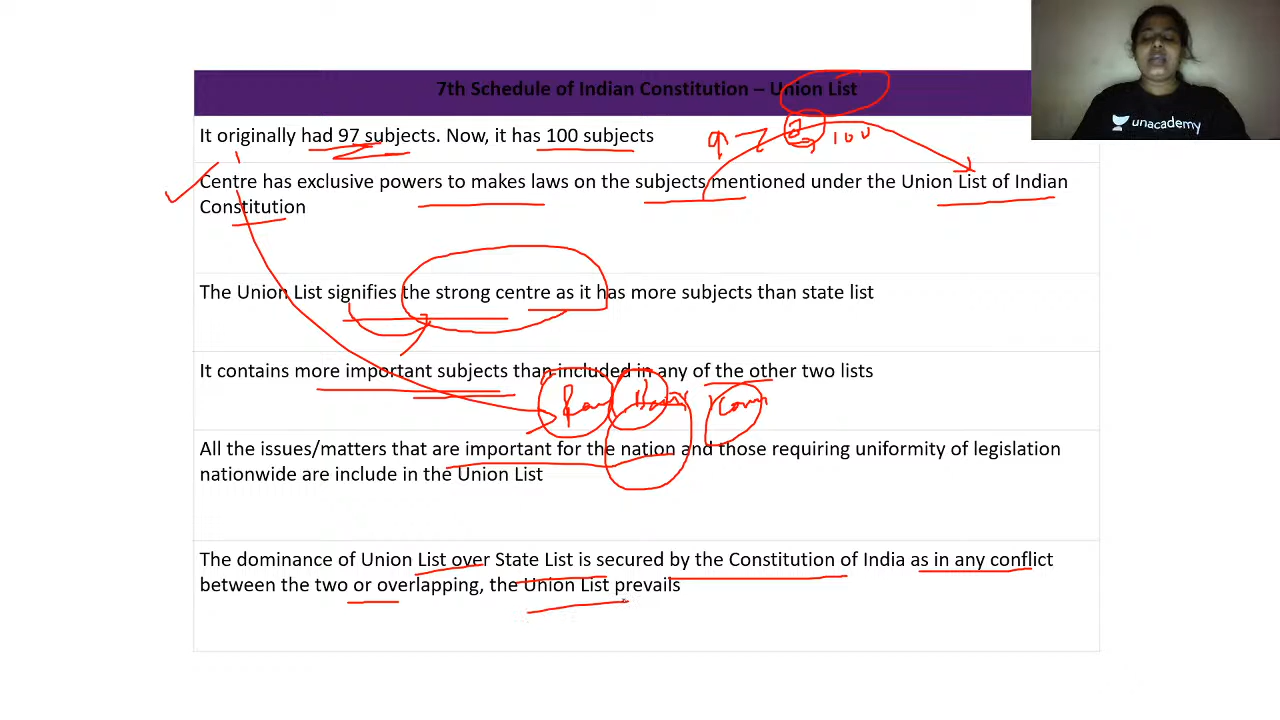 7th Schedule of Indian Constitution – Union List
It originally had 97 subjects. Now, it has 100 subjects
97 100
Centre has exclusive powers to makes laws on the subjects mentioned under the Union List of Indian
Constitution
unacademy
The Union List signifies the strong centre as it has more subjects than state list
It contains more important subjects than included in any of the other two lists
All the issues/matters that are important for the nation and those requiring uniformity of legislation
nationwide are include in the Union List
The dominance of Union List over State List is secured by the Constitution of India as in any conflict
between the two or overlapping, the Union List prevails